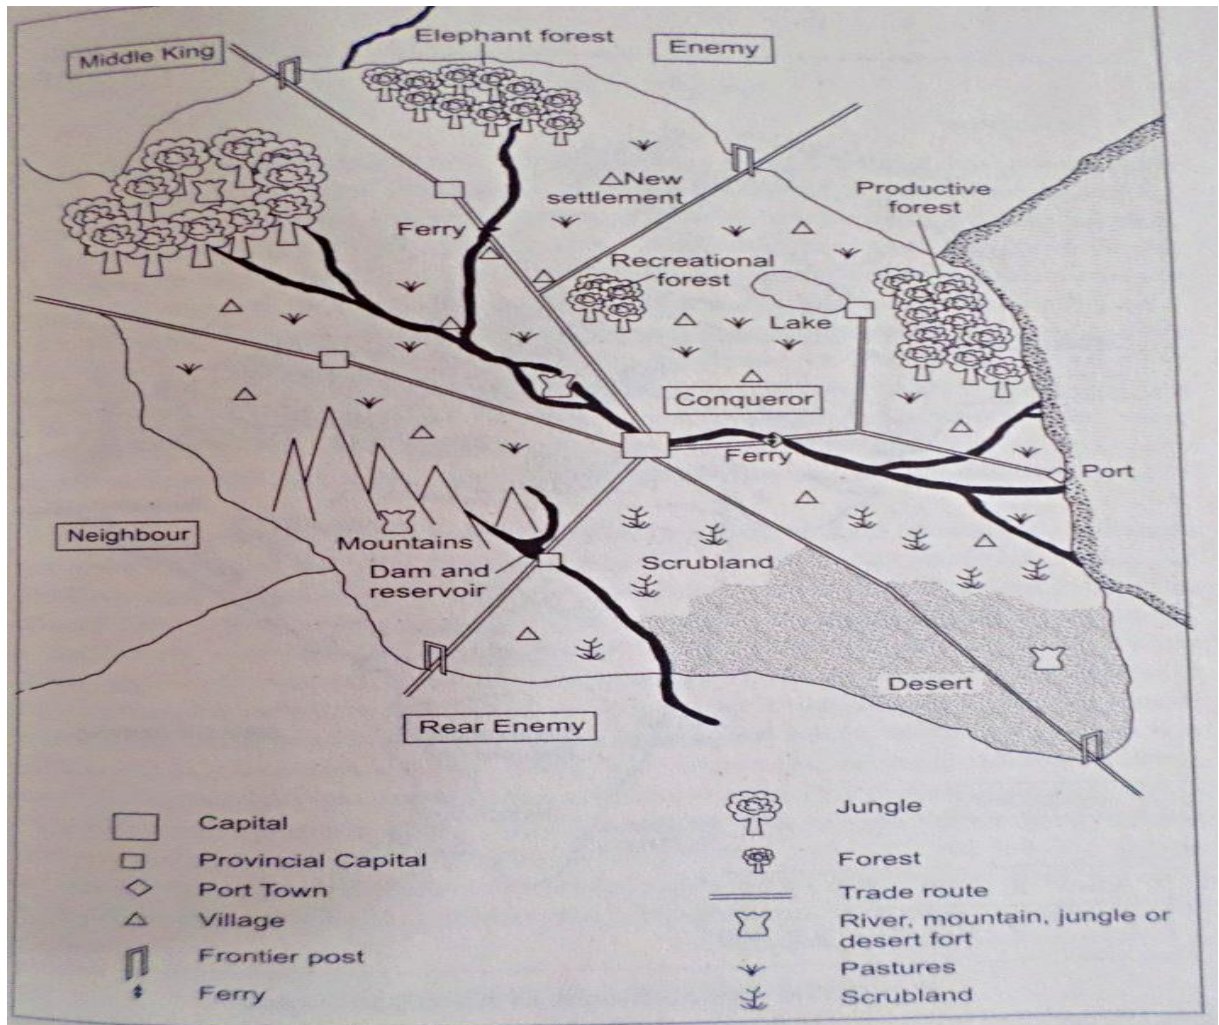 Elephant forest
Enemy
Middle King
New
settlement
Productive
forest
Ferry
Recreational
forest
Lake
Conqueror
Ferry
Port
Neighbour
Mountains
Dam and
reservoir
Scrubland
Desert
Rear Enemy
Capital
Provincial Capital
Port Town
Village
Frontier post
Ferry
Jungle
Forest
Trade route
River, mountain, jungle or
desert fort
Pastures
Scrubland